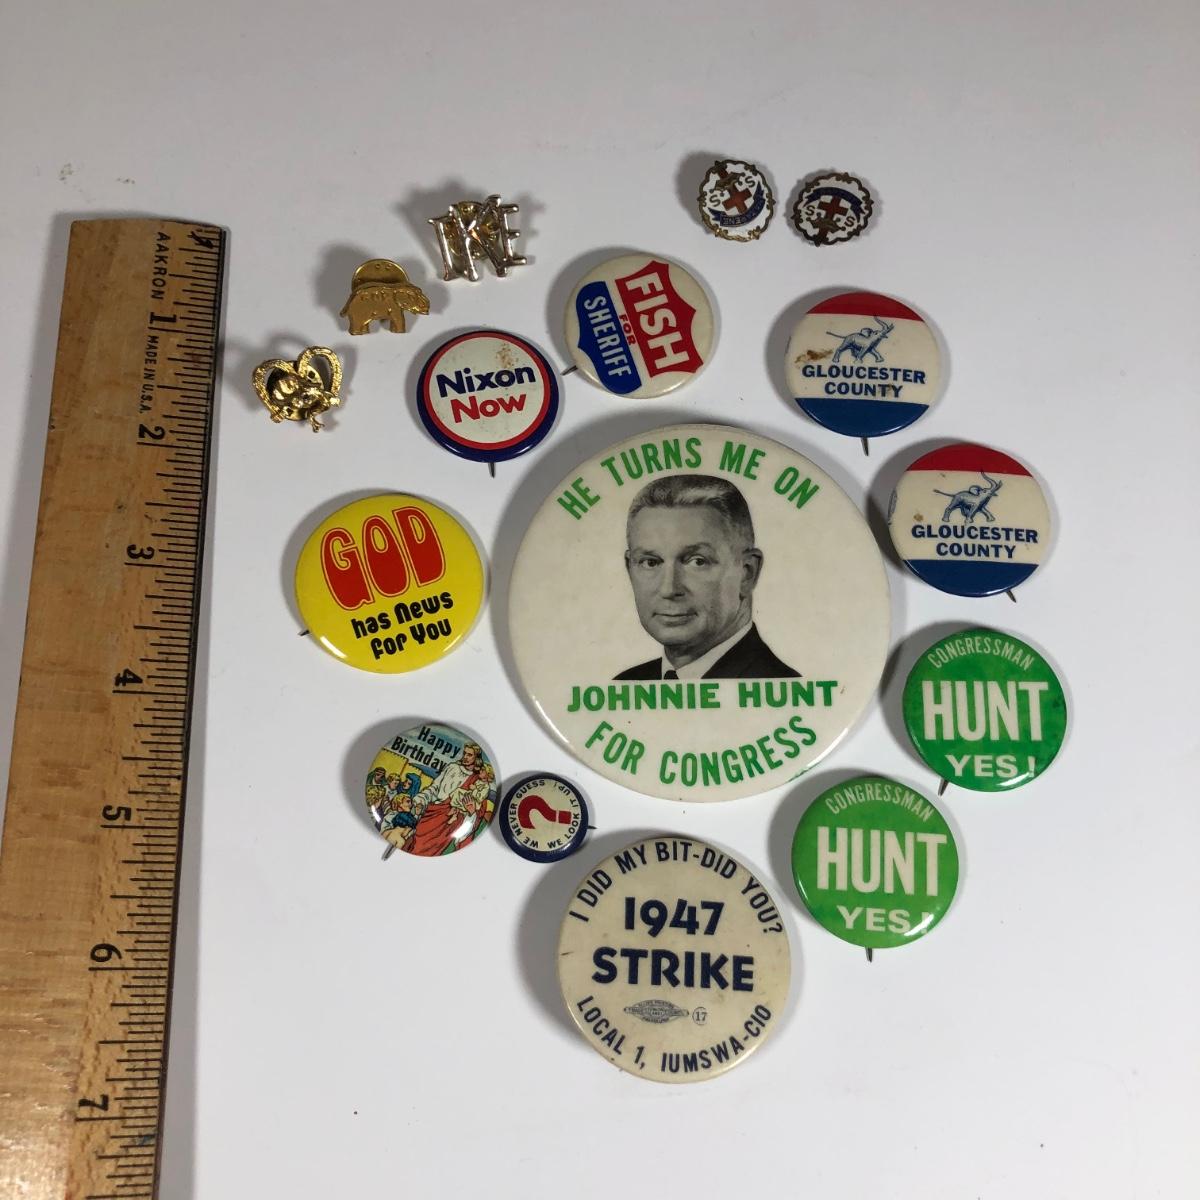 AAKRON
MADE IN U.S.A.
1
2
3
4
5
6
7
IKE
Nixon
Now
FISH
FOR
SHERIFF
GLOUCESTER
COUNTY
GLOUCESTER
COUNTY
GOD
has News
for You
HE TURNS ME ON
JOHNNIE HUNT
FOR CONGRESS
CONGRESSMAN
HUNT
YES!
CONGRESSMAN
HUNT
YES!
Happy
Birthday
WE NEVER GUESS
?
WE LOOK IT UP!
I DID MY BIT-DID YOU?
1947
STRIKE
17
LOCAL 1, IUMSWA-CIO